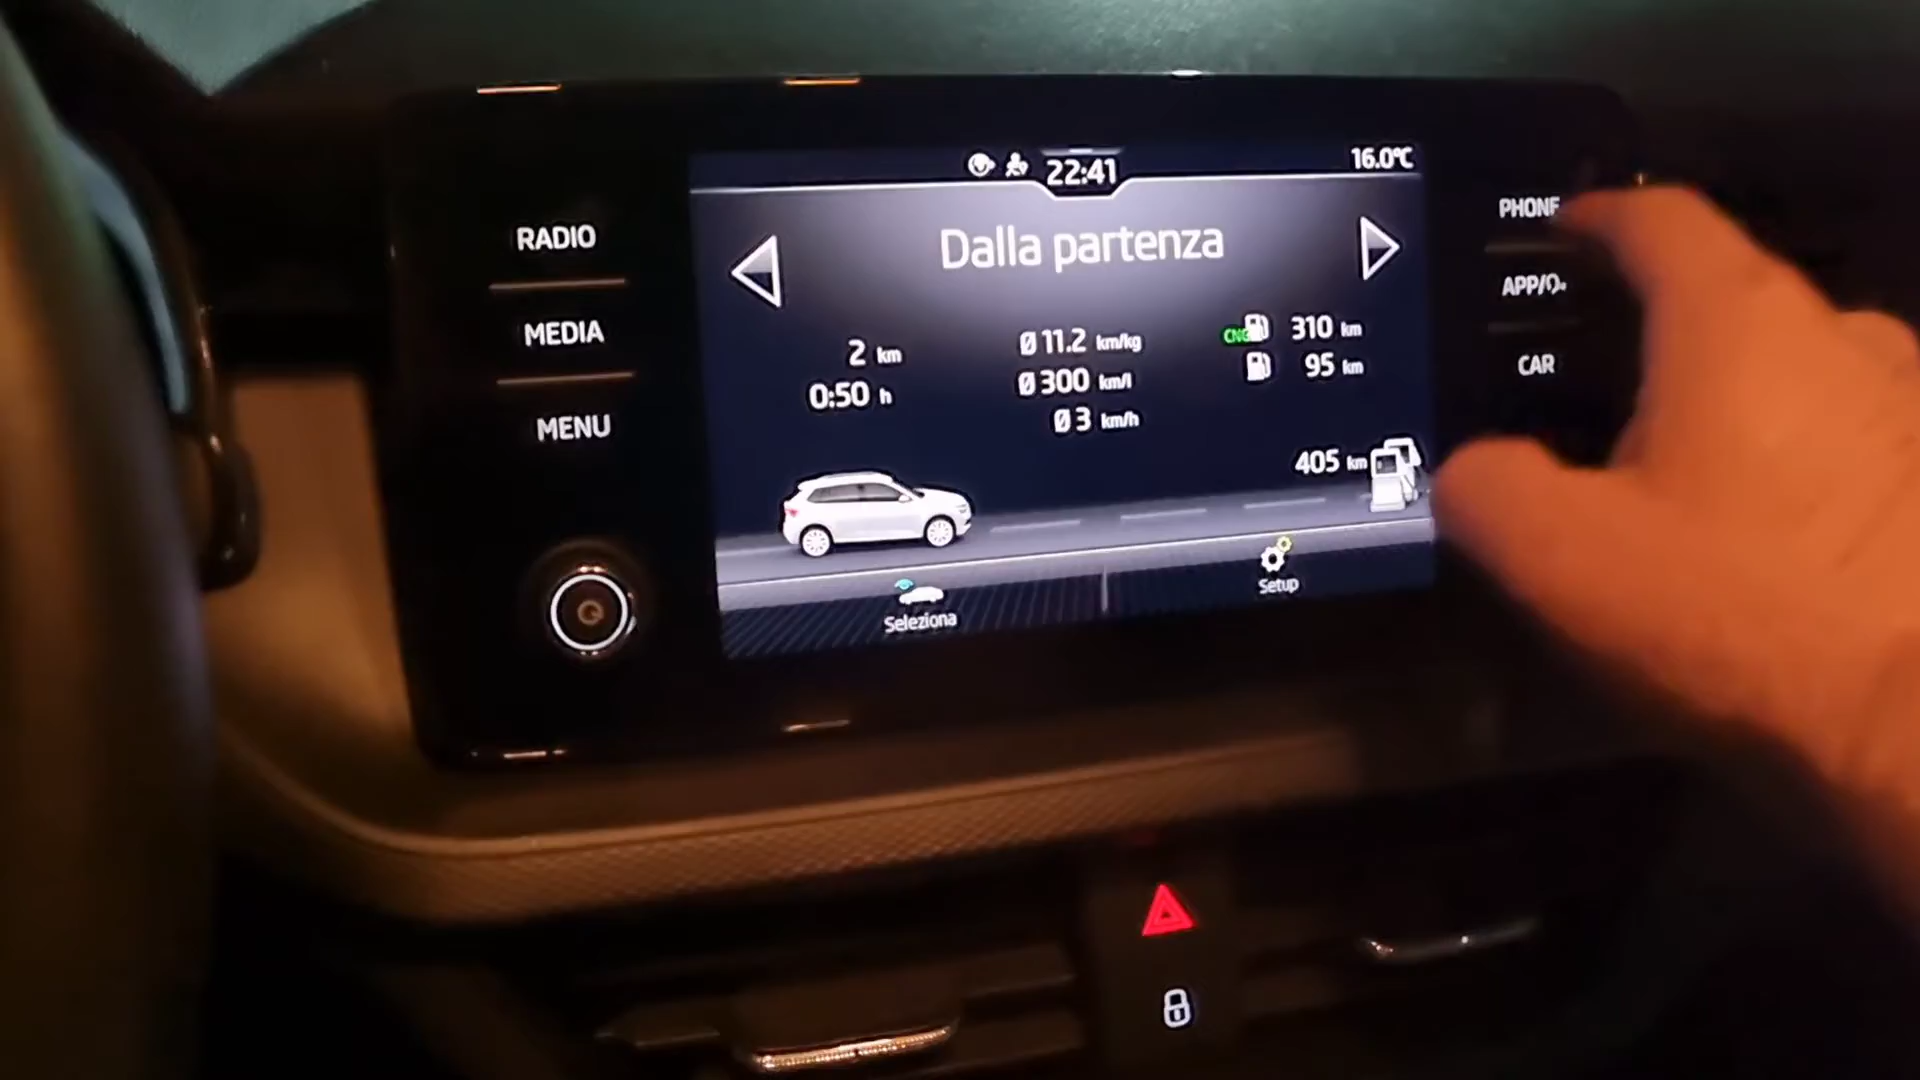 22:41
16.0°C
Dalla partenza
2 km
0:50 h
Ø 11.2 km/kg
Ø 300 km/l
Ø 3 km/h
CNG 310 km
95 km
405 km
Seleziona
Setup
RADIO
MEDIA
MENU
PHONE
APP/
CAR